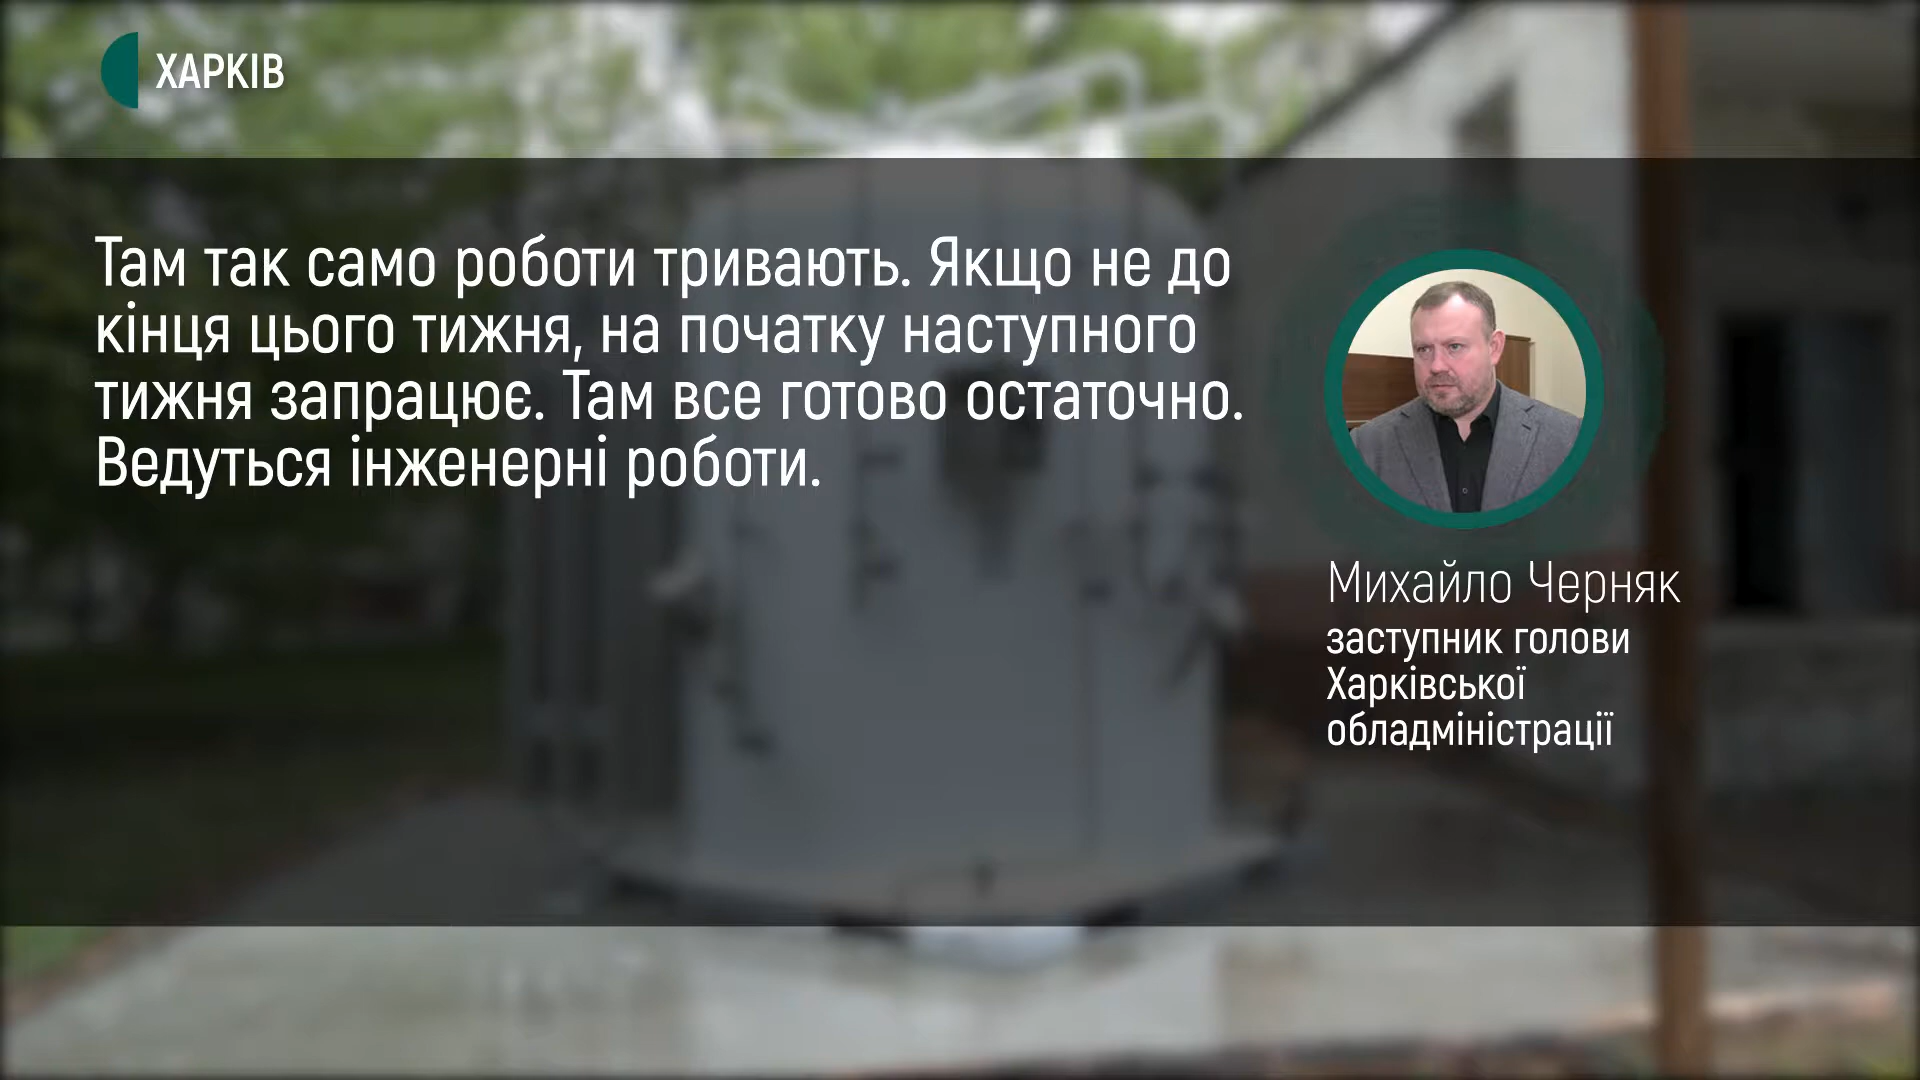 ХАРКІВ
Там так само роботи тривають. Якщо не до
кінця цього тижня, на початку наступного
тижня запрацює. Там все готово остаточно.
Ведуться інженерні роботи.
Михайло Черняк
заступник голови
Харківської
обладміністрації